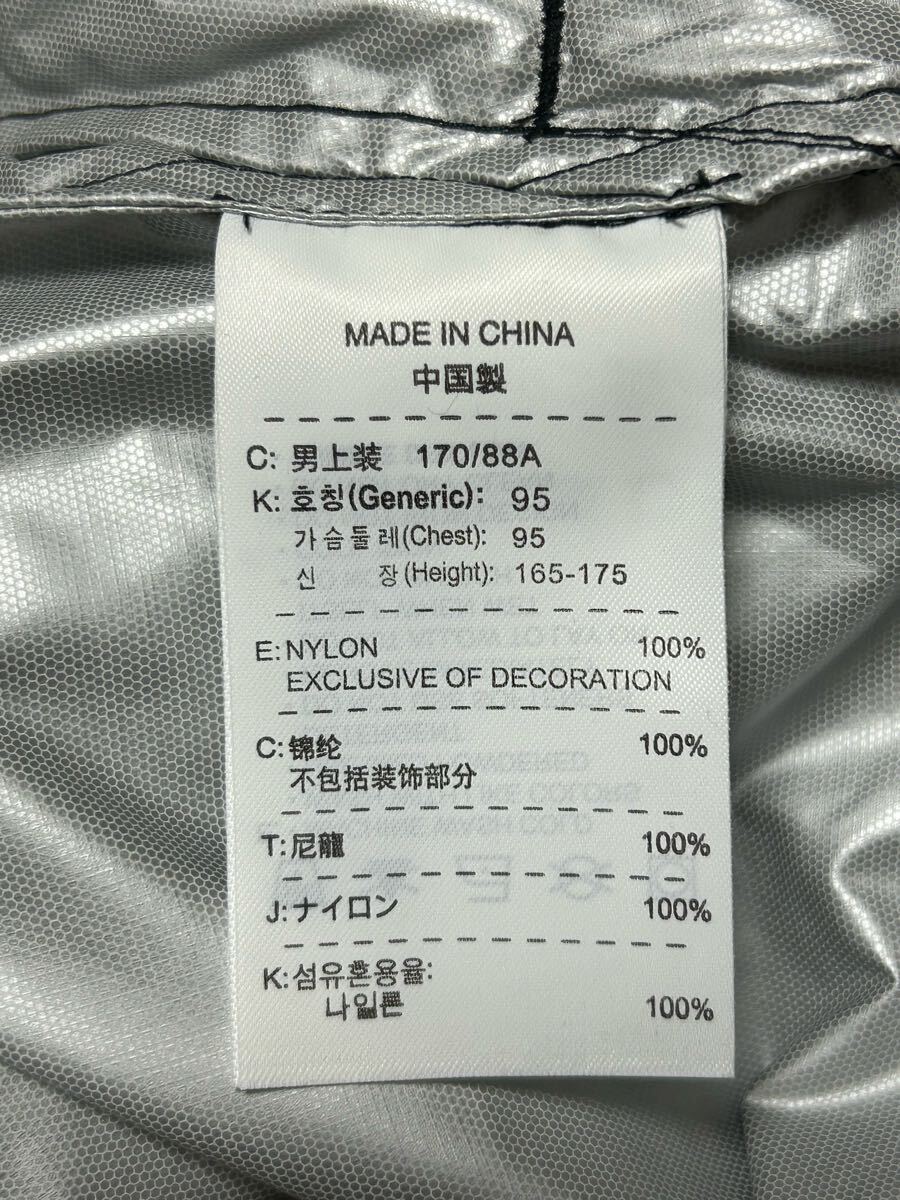 MADE IN CHINA
中国製
C: 男上装 170/88A
K: 호칭(Generic): 95
가슴둘레(Chest): 95
신 장(Height): 165-175
E: NYLON 100%
EXCLUSIVE OF DECORATION
C: 锦纶 100%
不包括装饰部分
T: 尼龍 100%
J: ナイロン 100%
K: 섬유혼용율:
나일론 100%